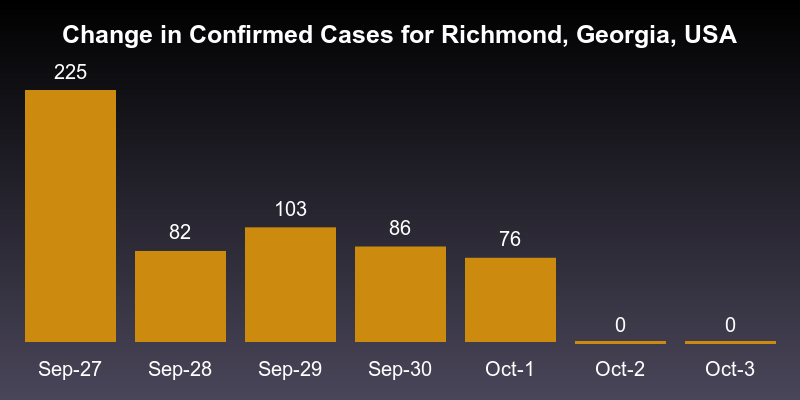 Change in Confirmed Cases for Richmond, Georgia, USA
225
82
103
86
76
0
0
Sep-27
Sep-28
Sep-29
Sep-30
Oct-1
Oct-2
Oct-3